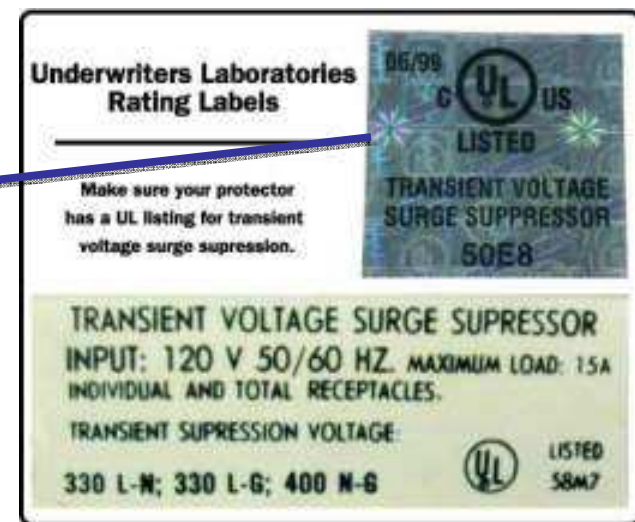 Underwriters Laboratories
Rating Labels
Make sure your protector
has a UL listing for transient
voltage surge supression.
06/99
C UL US
LISTED
TRANSIENT VOLTAGE
SURGE SUPPRESSOR
50E8
TRANSIENT VOLTAGE SURGE SUPRESSOR
INPUT: 120 V 50/60 HZ. MAXIMUM LOAD: 15A
INDIVIDUAL AND TOTAL RECEPTACLES.
TRANSIENT SUPRESSION VOLTAGE:
330 L-N; 330 L-G; 400 N-G
UL LISTED
58M7